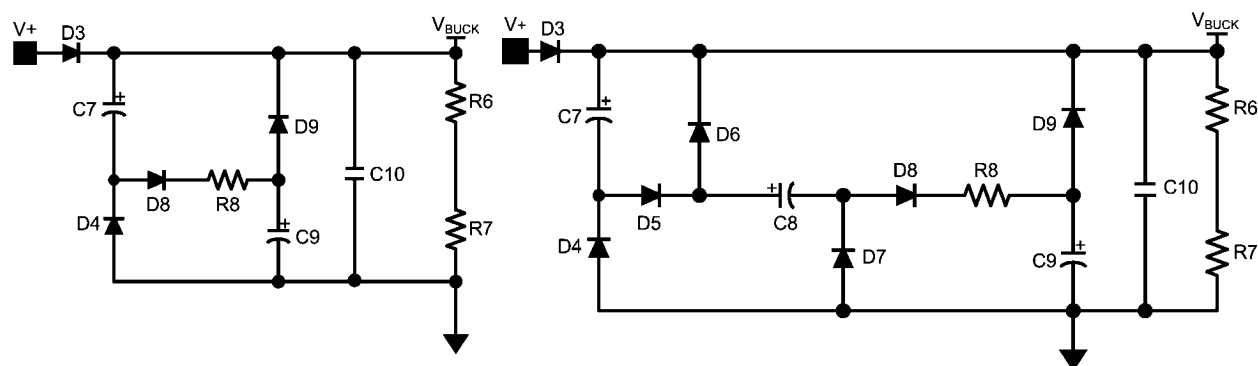 V+
D3
VBUCK
C7
+
R6
D9
D8
R8
C10
D4
+
C9
R7
V+
D3
VBUCK
C7
+
D6
D9
R6
D5
+
C8
D8
R8
C10
D4
D7
C9
+
R7